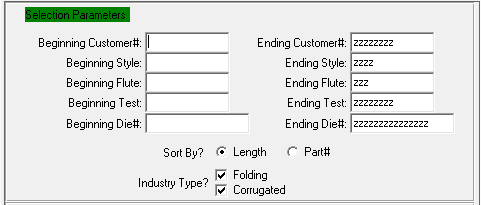 Selection Parameters:
Beginning Customer#: Ending Customer#: zzzzzzzz
Beginning Style: Ending Style: zzzz
Beginning Flute: Ending Flute: zzz
Beginning Test: Ending Test: zzzzzzzz
Beginning Die#: Ending Die#: zzzzzzzzzzzzzzz
Sort By? Length Part#
Industry Type? Folding
Corrugated